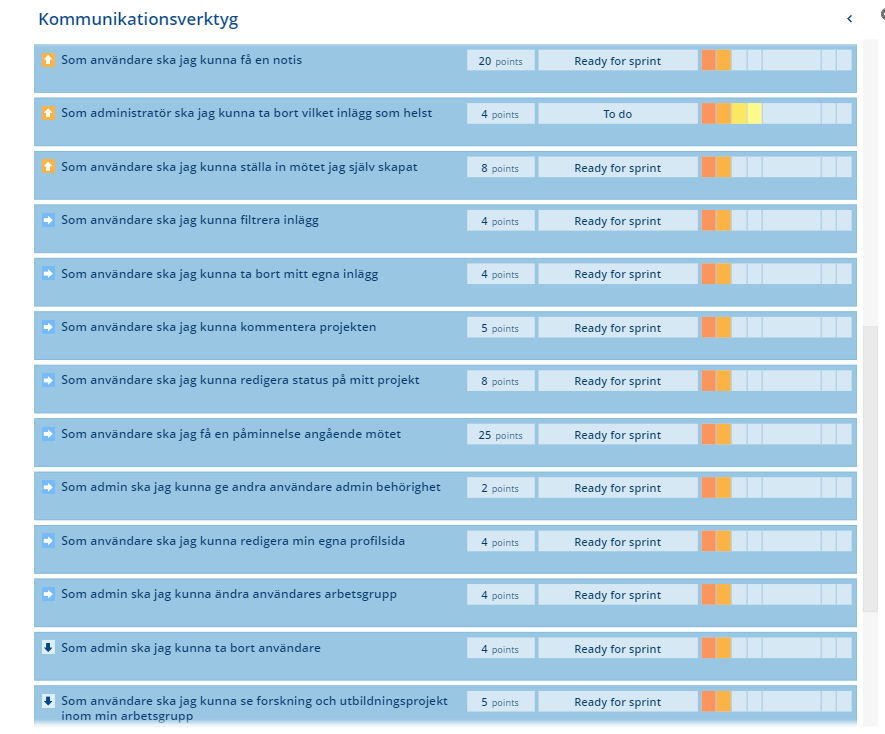 Kommunikationsverktyg
Som användare ska jag kunna få en notis 20 points Ready for sprint
Som administratör ska jag kunna ta bort vilket inlägg som helst 4 points To do
Som användare ska jag kunna ställa in mötet jag själv skapat 8 points Ready for sprint
Som användare ska jag kunna filtrera inlägg 4 points Ready for sprint
Som användare ska jag kunna ta bort mitt egna inlägg 4 points Ready for sprint
Som användare ska jag kunna kommentera projekten 5 points Ready for sprint
Som användare ska jag kunna redigera status på mitt projekt 8 points Ready for sprint
Som användare ska jag få en påminnelse angående mötet 25 points Ready for sprint
Som admin ska jag kunna ge andra användare admin behörighet 2 points Ready for sprint
Som användare ska jag kunna redigera min egna profilsida 4 points Ready for sprint
Som admin ska jag kunna ändra användares arbetsgrupp 4 points Ready for sprint
Som admin ska jag kunna ta bort användare 4 points Ready for sprint
Som användare ska jag kunna se forskning och utbildningsprojekt 5 points Ready for sprint
inom min arbetsgrupp